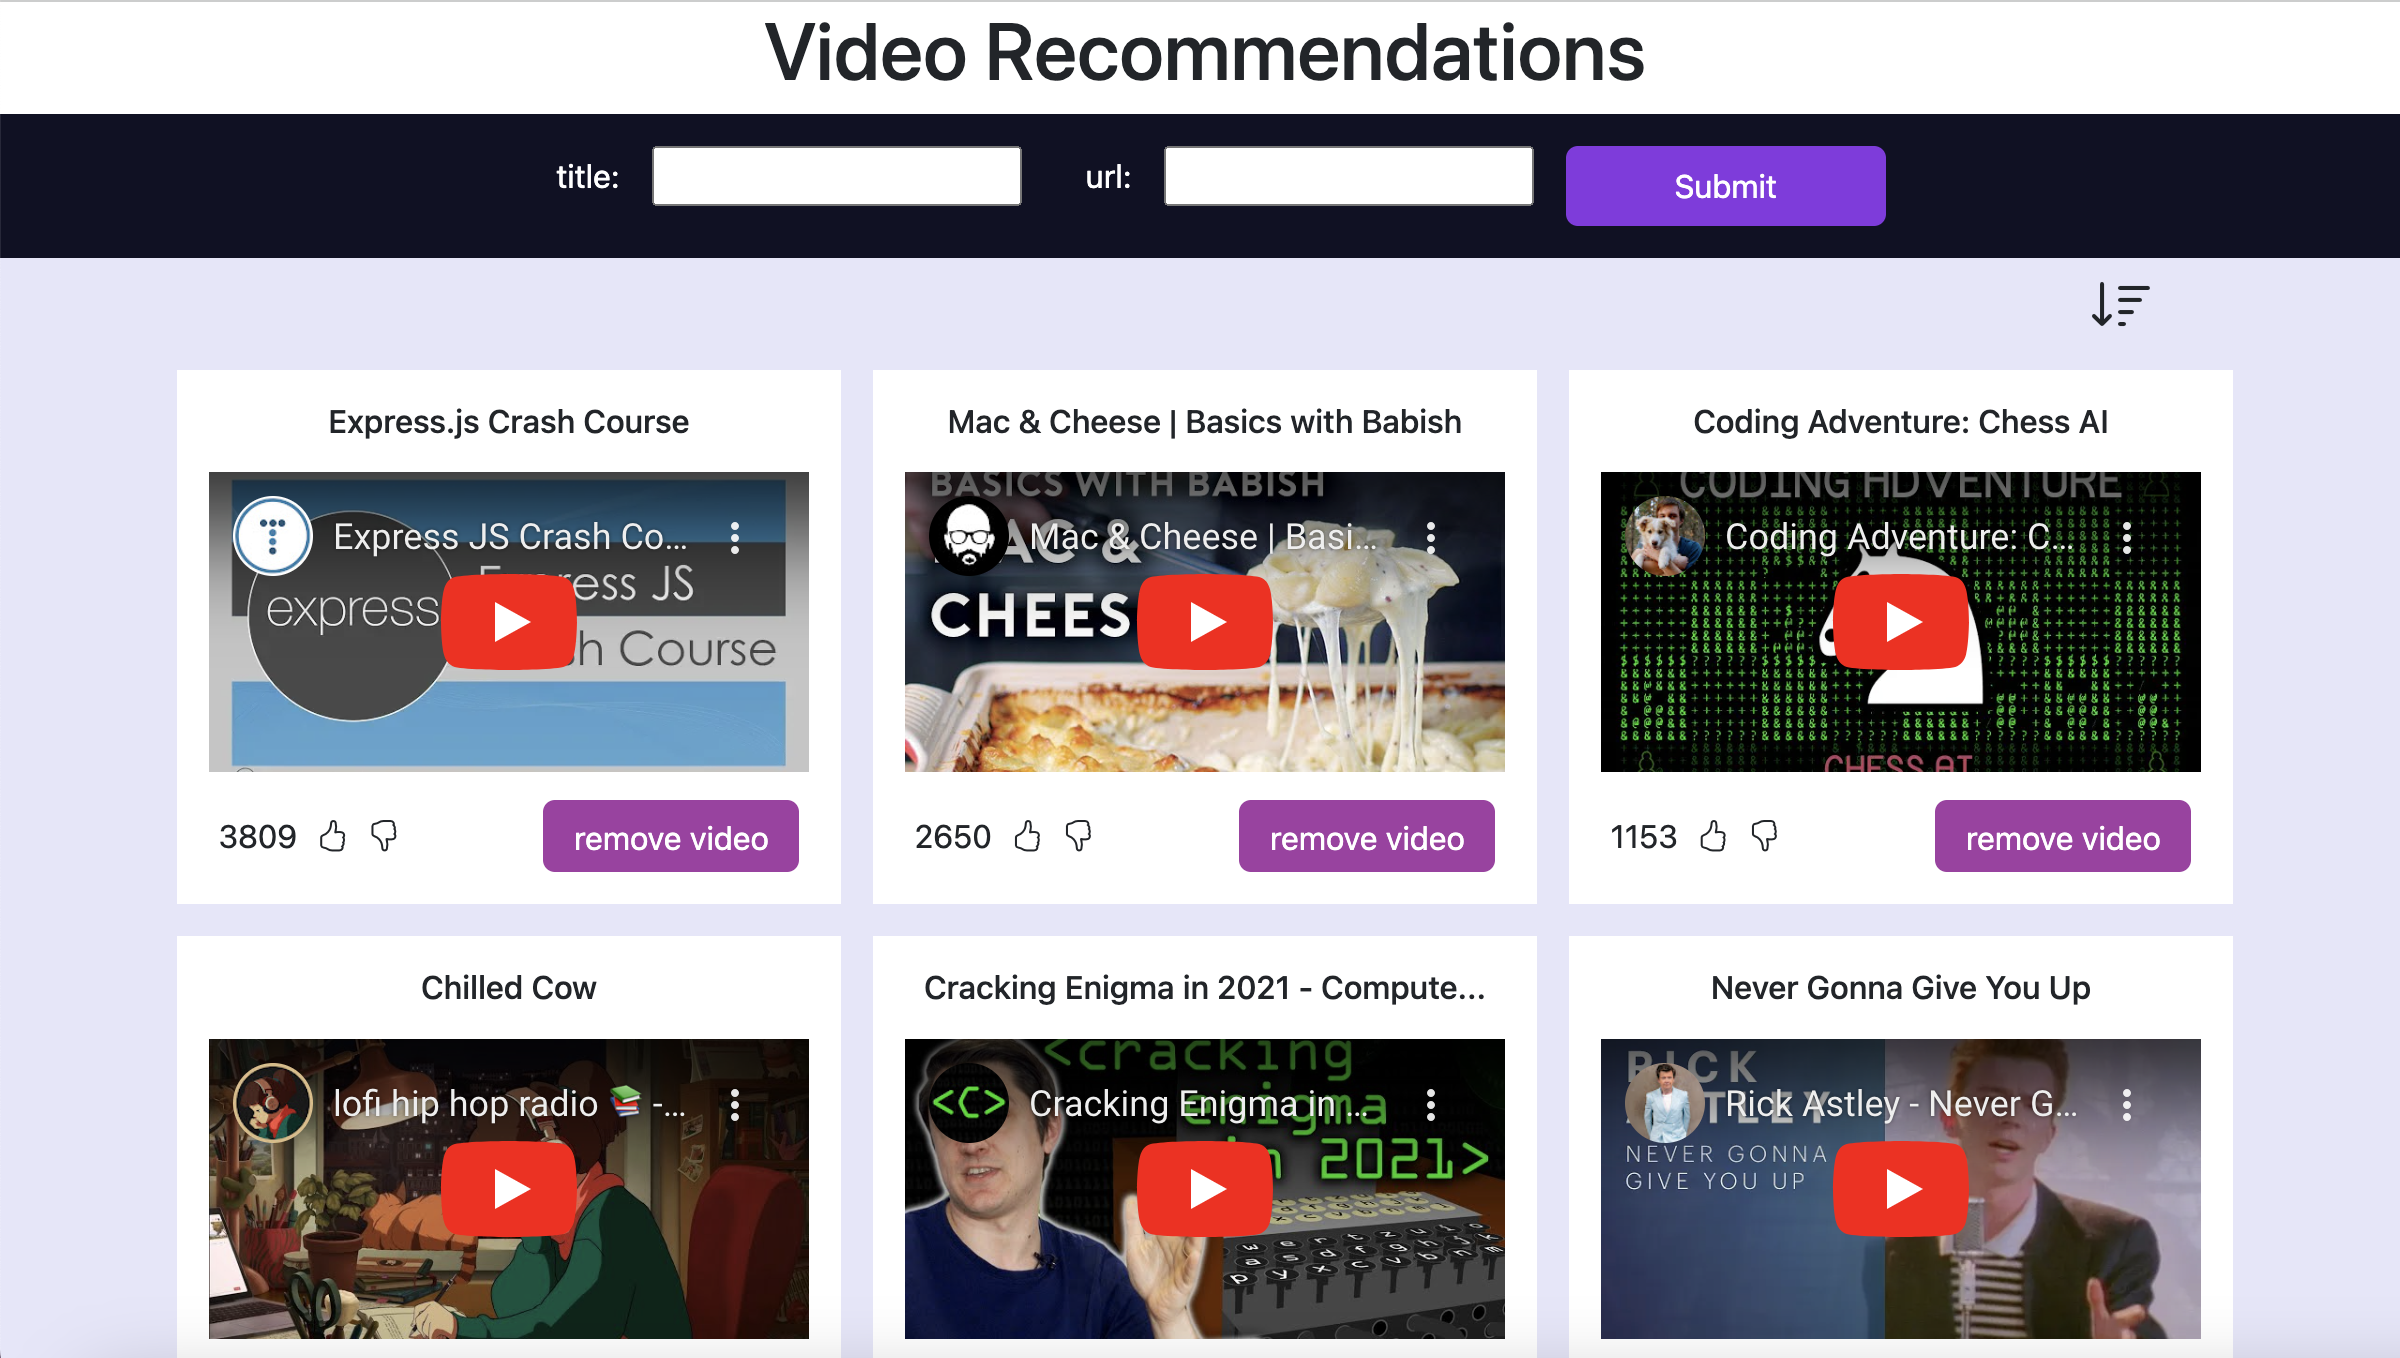 Video Recommendations
title:
url:
Submit
Express.js Crash Course
Mac & Cheese | Basics with Babish
Coding Adventure: Chess AI
Express JS Crash Co...
Express JS
express
Crash Course
BASICS WITH BABISH
Mac & Cheese | Basi...
MAC &
CHEES
CODING ADVENTURE
Coding Adventure: C...
CHESS AI
3809
remove video
2650
remove video
1153
remove video
Chilled Cow
Cracking Enigma in 2021 - Compute...
Never Gonna Give You Up
lofi hip hop radio 📚 -...
<cracking
<C>
Cracking Enigma in ...
enigma
in 2021>
RICK
Rick Astley - Never G...
ASTLEY
NEVER GONNA
GIVE YOU UP